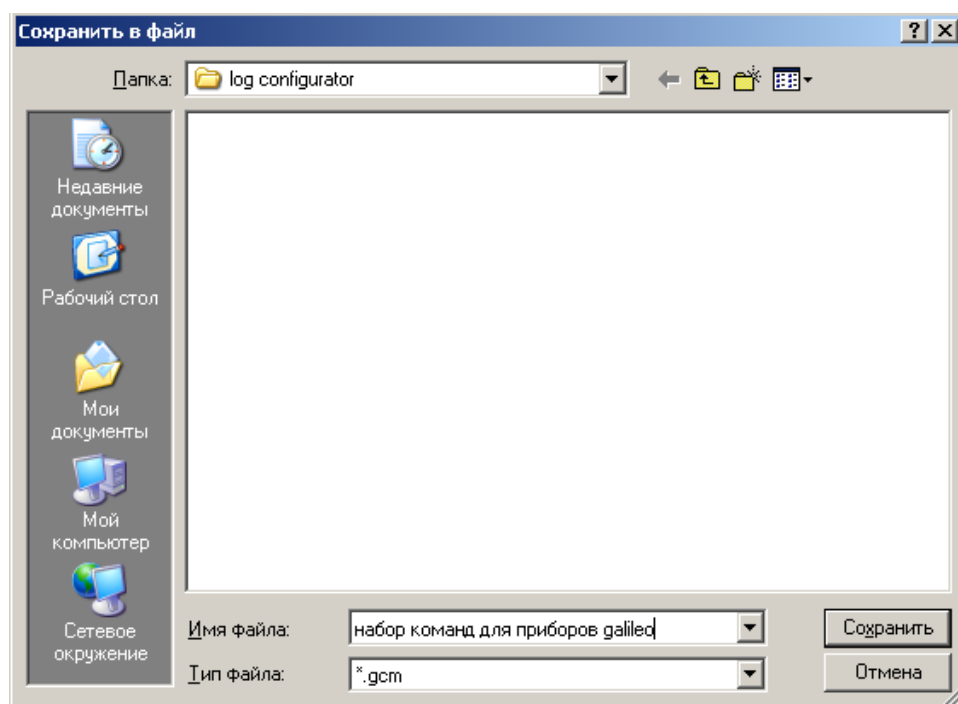 Сохранить в файл
Папка: log configurator
Недавние
документы
Рабочий стол
Мои
документы
Мой
компьютер
Сетевое
окружение
Имя файла: набор команд для приборов galileo Сохранить
Тип файла: *.gcm Отмена